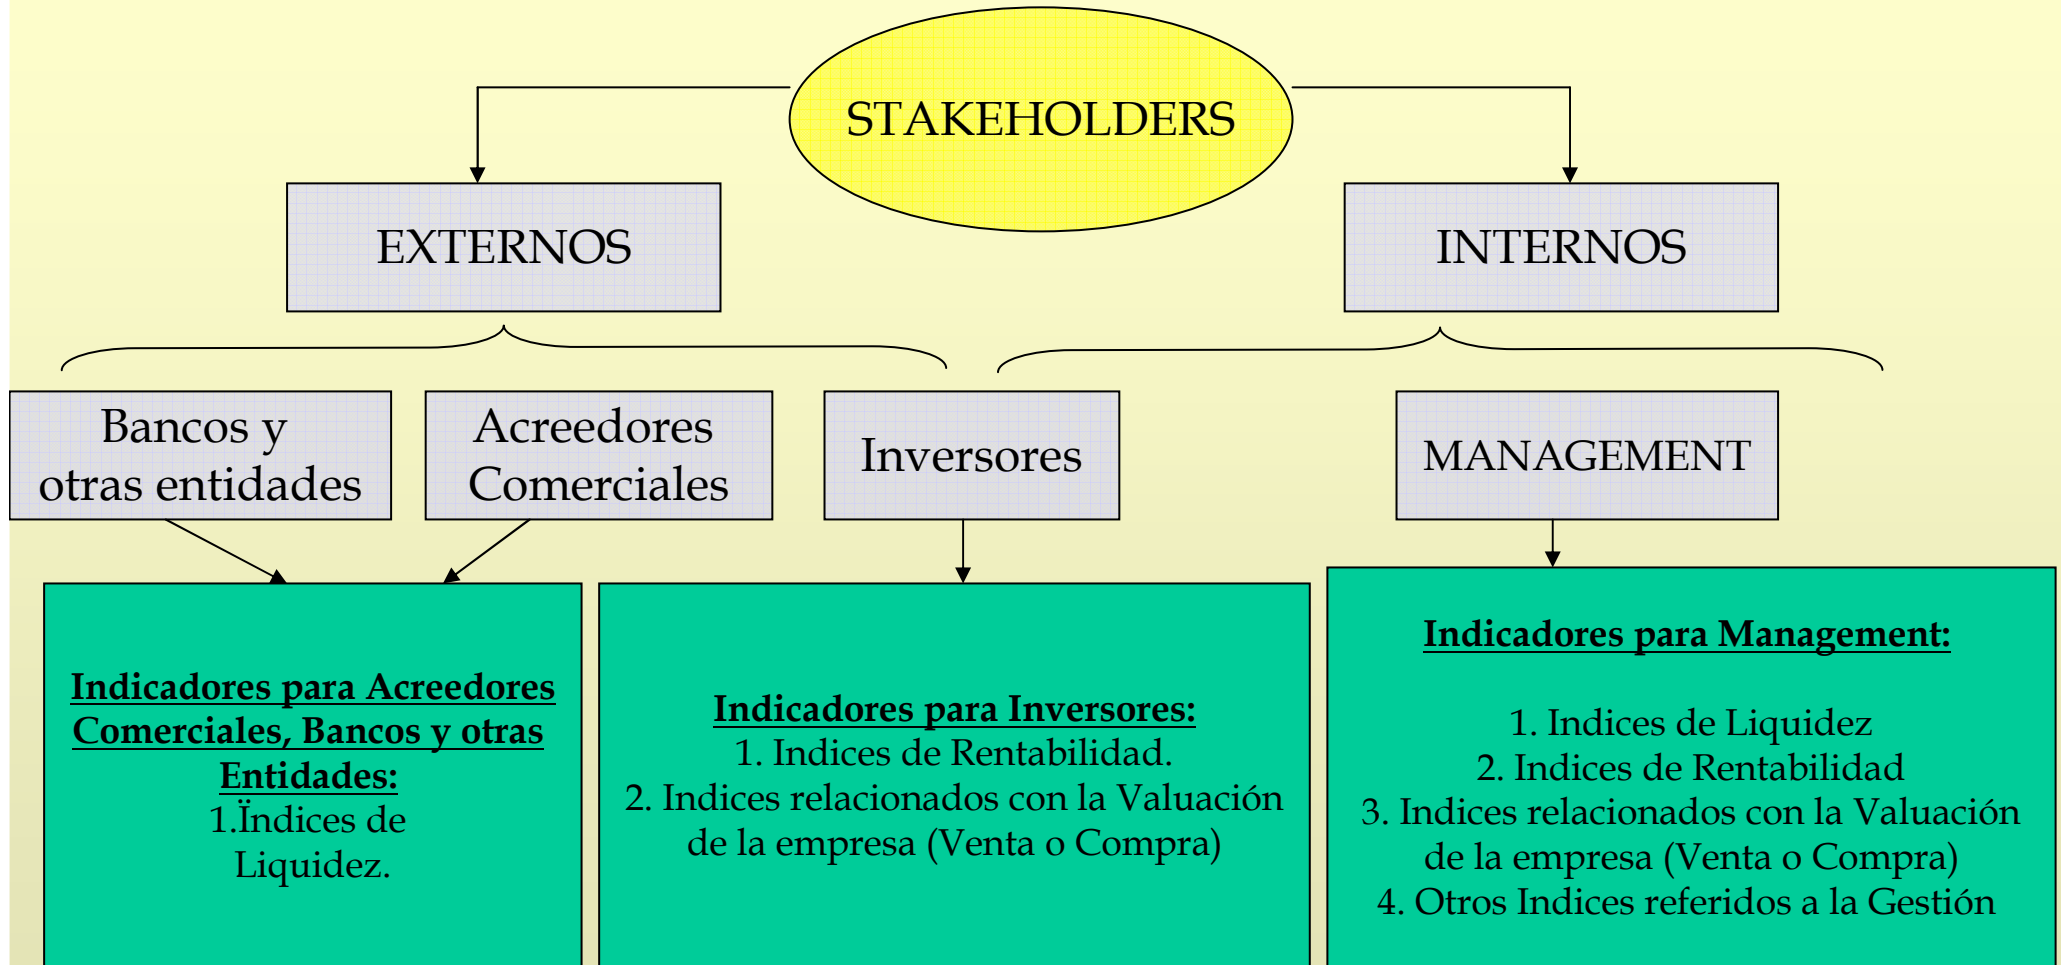 STAKEHOLDERS
EXTERNOS
INTERNOS
Bancos y
otras entidades
Acreedores
Comerciales
Inversores
MANAGEMENT
Indicadores para Acreedores
Comerciales, Bancos y otras
Entidades:
1.Ïndices de
Liquidez.
Indicadores para Inversores:
1. Indices de Rentabilidad.
2. Indices relacionados con la Valuación
de la empresa (Venta o Compra)
Indicadores para Management:
1. Indices de Liquidez
2. Indices de Rentabilidad
3. Indices relacionados con la Valuación
de la empresa (Venta o Compra)
4. Otros Indices referidos a la Gestión